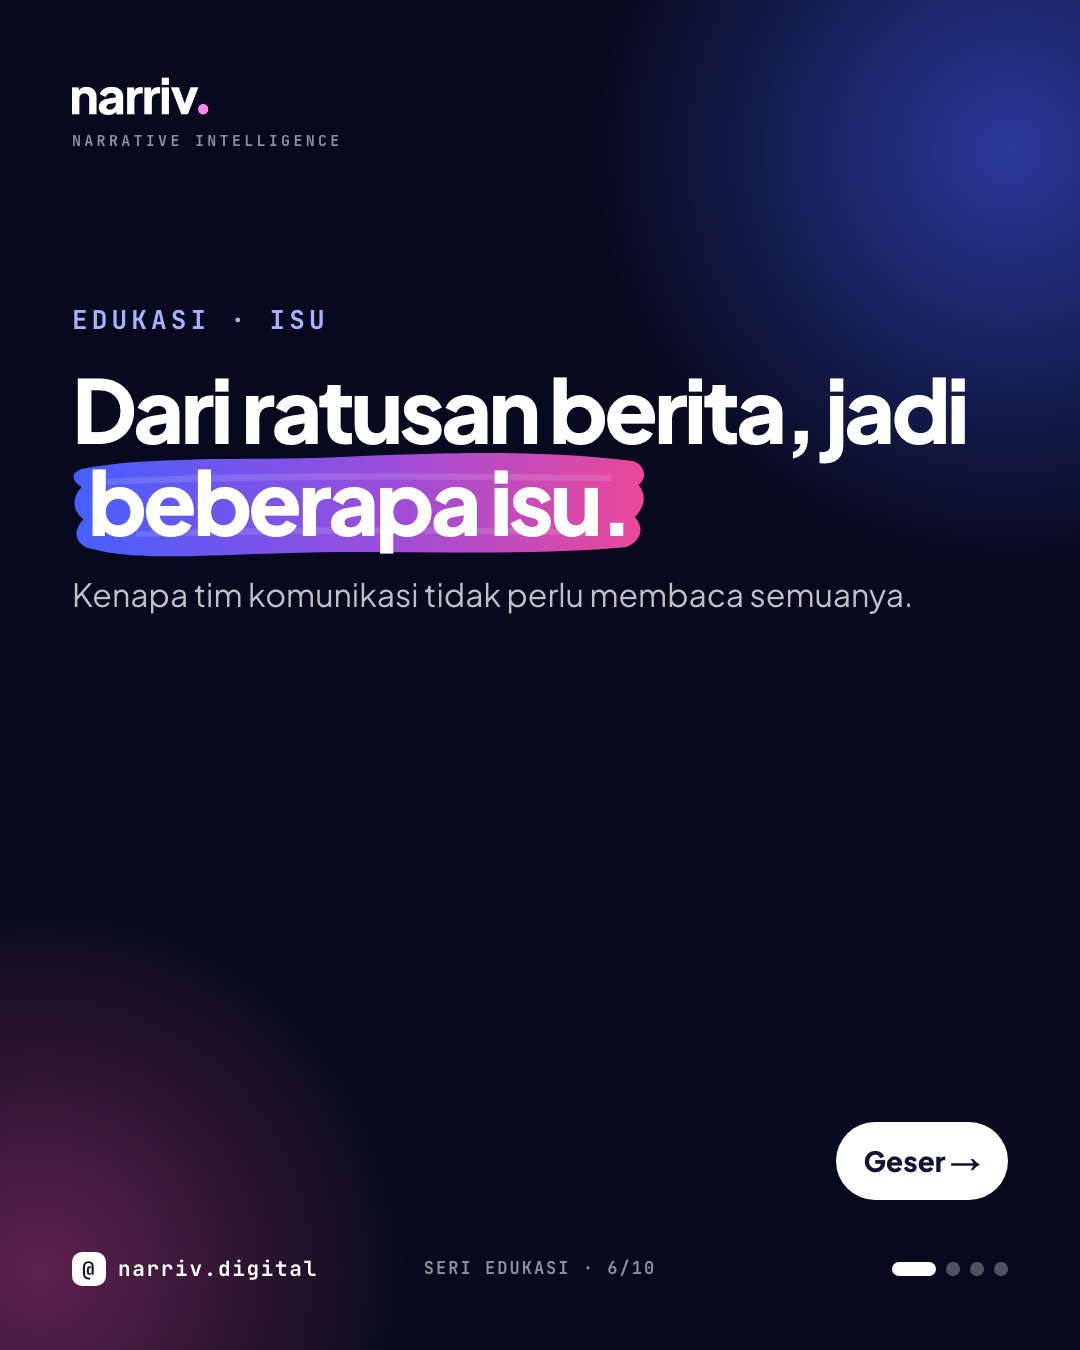 narriv.
NARRATIVE INTELLIGENCE
EDUKASI · ISU
Dari ratusan berita, jadi
beberapa isu.
Kenapa tim komunikasi tidak perlu membaca semuanya.
Geser →
@ narriv.digital
SERI EDUKASI · 6/10